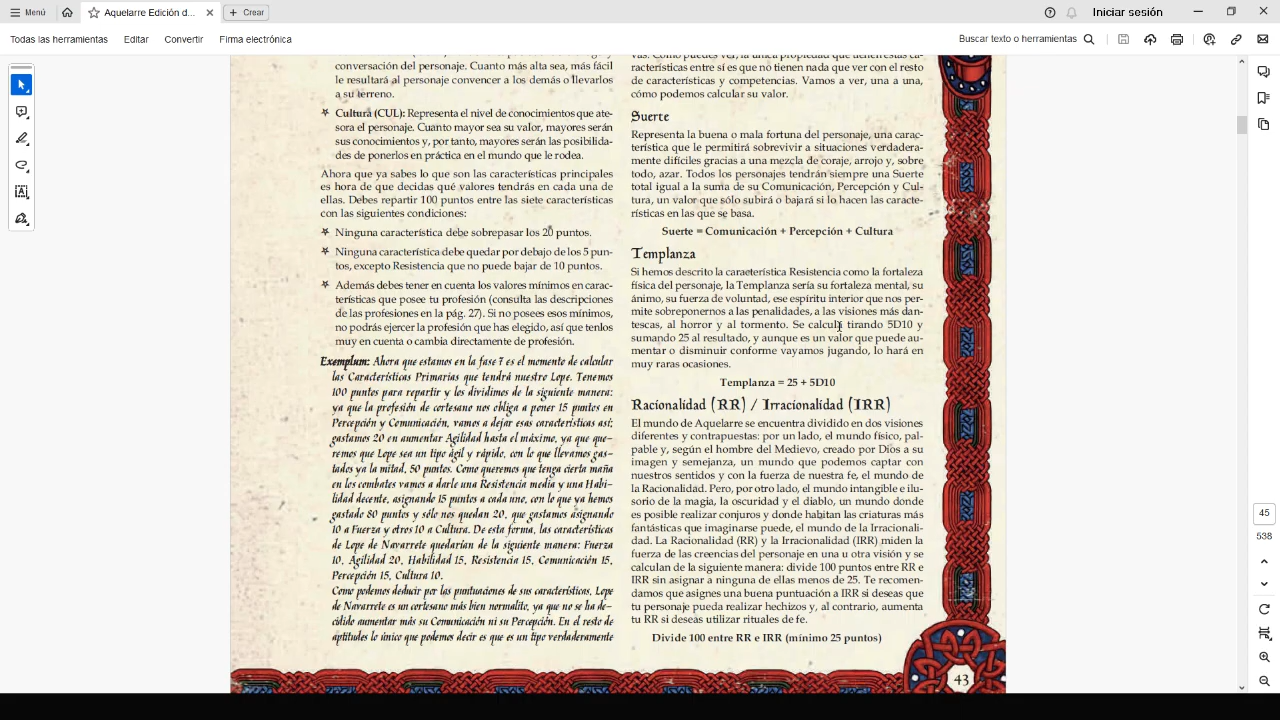 Menú
Aquelarre Edición d...
Crear
Iniciar sesión
Todas las herramientas
Editar
Convertir
Firma electrónica
Buscar texto o herramientas
conversación del personaje. Cuanto más alta sea, más fácil
le resultará al personaje convencer a los demás o llevarlos
a su terreno.
Cultura (CUL): Representa el nivel de conocimientos que ate-
sora el personaje. Cuanto mayor sea su valor, mayores serán
sus conocimientos y, por tanto, mayores serán las posibilida-
des de ponerlos en práctica en el mundo que le rodea.
Ahora que ya sabes lo que son las características principales
es hora de que decidas qué valores tendrás en cada una de
ellas. Debes repartir 100 puntos entre las siete características
con las siguientes condiciones:
Ninguna característica debe sobrepasar los 20 puntos.
Ninguna característica debe quedar por debajo de los 5 pun-
tos, excepto Resistencia que no puede bajar de 10 puntos.
Además debes tener en cuenta los valores mínimos en carac-
terísticas que posee tu profesión (consulta las descripciones
de las profesiones en la pág. 27). Si no posees esos mínimos,
no podrás ejercer la profesión que has elegido, así que tenlos
muy en cuenta o cambia directamente de profesión.
Exemplum: Ahora que estamos en la fase 7 es el momento de calcular
las Características Primarias que tendrá nuestro Lope. Tenemos
100 puntos para repartir y los dividimos de la siguiente manera:
ya que la profesión de cortesano nos obliga a poner 15 puntos en
Percepción y Comunicación, vamos a dejar esas características así;
gastamos 20 en aumentar Agilidad hasta el máximo, ya que que-
remos que Lope sea un tipo ágil y rápido, con lo que llevamos gas-
tados ya la mitad, 50 puntos. Como queremos que tenga cierta maña
en los combates vamos a darle una Resistencia media y una Habi-
lidad decente, asignando 15 puntos a cada uno, con lo que ya hemos
gastado 80 puntos y sólo nos quedan 20, que gastamos asignando
10 a Fuerza y otros 10 a Cultura. De esta forma, las características
de Lope de Navarrete quedarían de la siguiente manera: Fuerza
10, Agilidad 20, Habilidad 15, Resistencia 15, Comunicación 15,
Percepción 15, Cultura 10.
Como podemos deducir por las puntuaciones de sus características, Lope
de Navarrete es un cortesano más bien normalito, ya que no se ha de-
cidido aumentar más su Comunicación ni su Percepción. En el resto de
aptitudes lo único que podemos decir es que es un tipo verdaderamente
vas. Como puedes ver, la única propiedad que tienen estas ca-
racterísticas entre sí es que no tienen nada que ver con el resto
de características y competencias. Vamos a ver, una a una,
cómo podemos calcular su valor.
Suerte
Representa la buena o mala fortuna del personaje, una carac-
terística que le permitirá sobrevivir a situaciones verdadera-
mente difíciles gracias a una mezcla de coraje, arrojo y, sobre
todo, azar. Todos los personajes tendrán siempre una Suerte
total igual a la suma de su Comunicación, Percepción y Cul-
tura, un valor que sólo subirá o bajará si lo hacen las caracte-
rísticas en las que se basa.
Suerte = Comunicación + Percepción + Cultura
Templanza
Si hemos descrito la característica Resistencia como la fortaleza
física del personaje, la Templanza sería su fortaleza mental, su
ánimo, su fuerza de voluntad, ese espíritu interior que nos per-
mite sobreponernos a las penalidades, a las visiones más dan-
tescas, al horror y al tormento. Se calcula tirando 5D10 y
sumando 25 al resultado, y aunque es un valor que puede au-
mentar o disminuir conforme vayamos jugando, lo hará en
muy raras ocasiones.
Templanza = 25 + 5D10
Racionalidad (RR) / Irracionalidad (IRR)
El mundo de Aquelarre se encuentra dividido en dos visiones
diferentes y contrapuestas: por un lado, el mundo físico, pal-
pable y, según el hombre del Medievo, creado por Dios a su
imagen y semejanza, un mundo que podemos captar con
nuestros sentidos y con la fuerza de nuestra fe, el mundo de
la Racionalidad. Pero, por otro lado, el mundo intangible e ilu-
sorio de la magia, la oscuridad y el diablo, un mundo donde
es posible realizar conjuros y donde habitan las criaturas más
fantásticas que imaginarse puede, el mundo de la Irracionali-
dad. La Racionalidad (RR) y la Irracionalidad (IRR) miden la
fuerza de las creencias del personaje en una u otra visión y se
calculan de la siguiente manera: divide 100 puntos entre RR e
IRR sin asignar a ninguna de ellas menos de 25. Te recomen-
damos que asignes una buena puntuación a IRR si deseas que
tu personaje pueda realizar hechizos y, al contrario, aumenta
tu RR si deseas utilizar rituales de fe.
Divide 100 entre RR e IRR (mínimo 25 puntos)
43
45
538